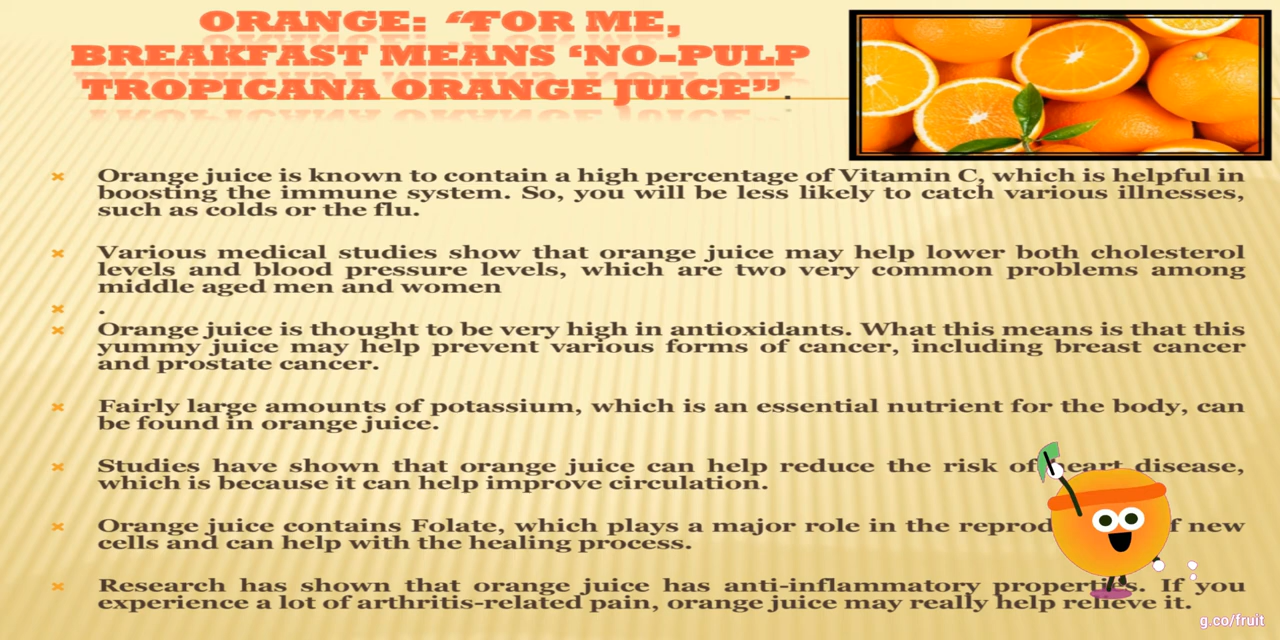 ORANGE: “FOR ME,
BREAKFAST MEANS ‘NO-PULP
TROPICANA ORANGE JUICE”.
Orange juice is known to contain a high percentage of Vitamin C, which is helpful in
boosting the immune system. So, you will be less likely to catch various illnesses,
such as colds or the flu.
Various medical studies show that orange juice may help lower both cholesterol
levels and blood pressure levels, which are two very common problems among
middle aged men and women
.
Orange juice is thought to be very high in antioxidants. What this means is that this
yummy juice may help prevent various forms of cancer, including breast cancer
and prostate cancer.
Fairly large amounts of potassium, which is an essential nutrient for the body, can
be found in orange juice.
Studies have shown that orange juice can help reduce the risk of heart disease,
which is because it can help improve circulation.
Orange juice contains Folate, which plays a major role in the reprod f new
cells and can help with the healing process.
Research has shown that orange juice has anti-inflammatory properties. If you
experience a lot of arthritis-related pain, orange juice may really help relieve it.
g.co/fruit